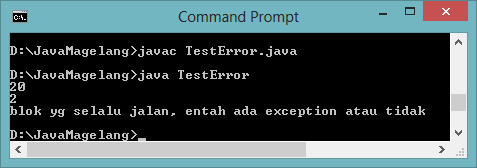 Command Prompt
D:\JavaMagelang>javac TestError.java
D:\JavaMagelang>java TestError
20
2
blok yg selalu jalan, entah ada exception atau tidak
D:\JavaMagelang>_